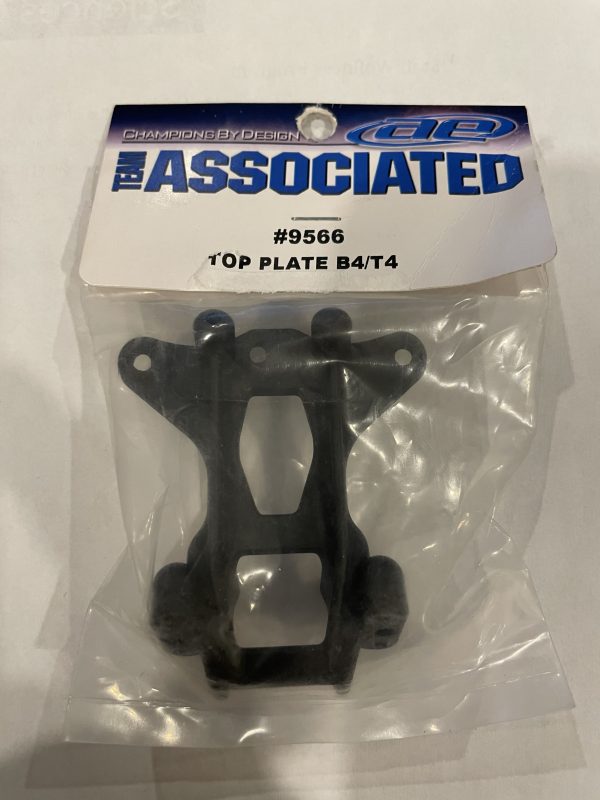 CHAMPIONS BY DESIGN
ae
TEAM ASSOCIATED
#9566
TOP PLATE B4/T4